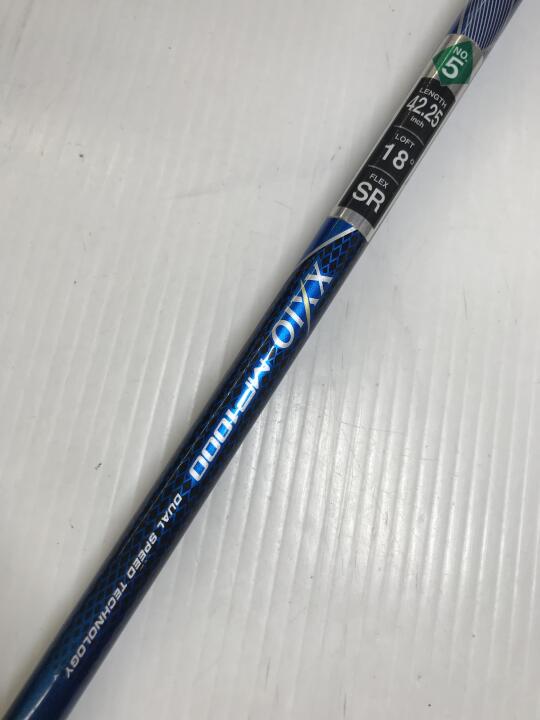 NO.
5
LENGTH
42.25
inch
LOFT
18°
FLEX
SR
XXIO MP1000
DUAL SPEED TECHNOLOGY